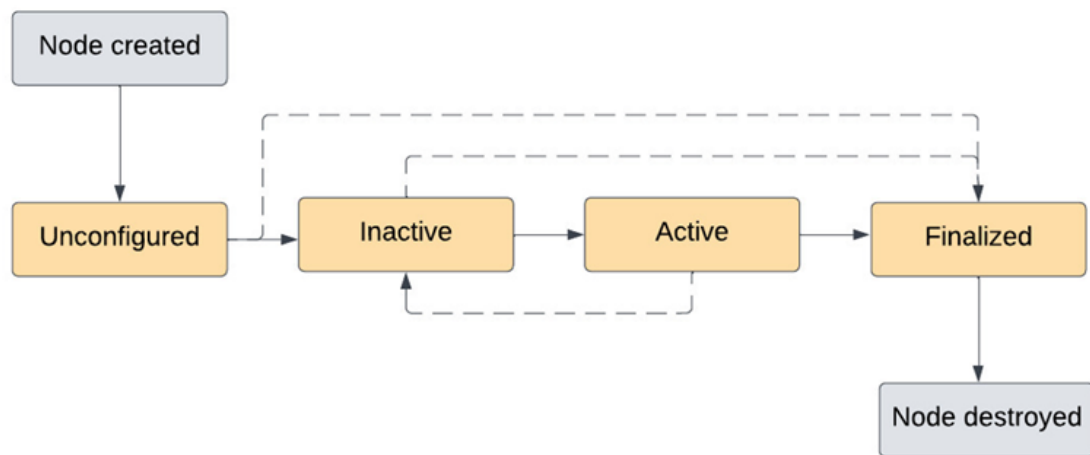 Node created
Unconfigured
Inactive
Active
Finalized
Node destroyed